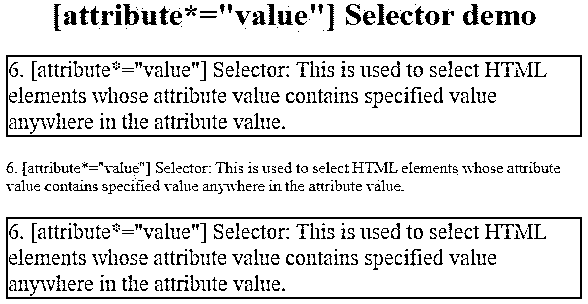 [attribute*="value"] Selector demo
6. [attribute*="value"] Selector: This is used to select HTML
elements whose attribute value contains specified value
anywhere in the attribute value.
6. [attribute*="value"] Selector: This is used to select HTML elements whose attribute
value contains specified value anywhere in the attribute value.
6. [attribute*="value"] Selector: This is used to select HTML
elements whose attribute value contains specified value
anywhere in the attribute value.